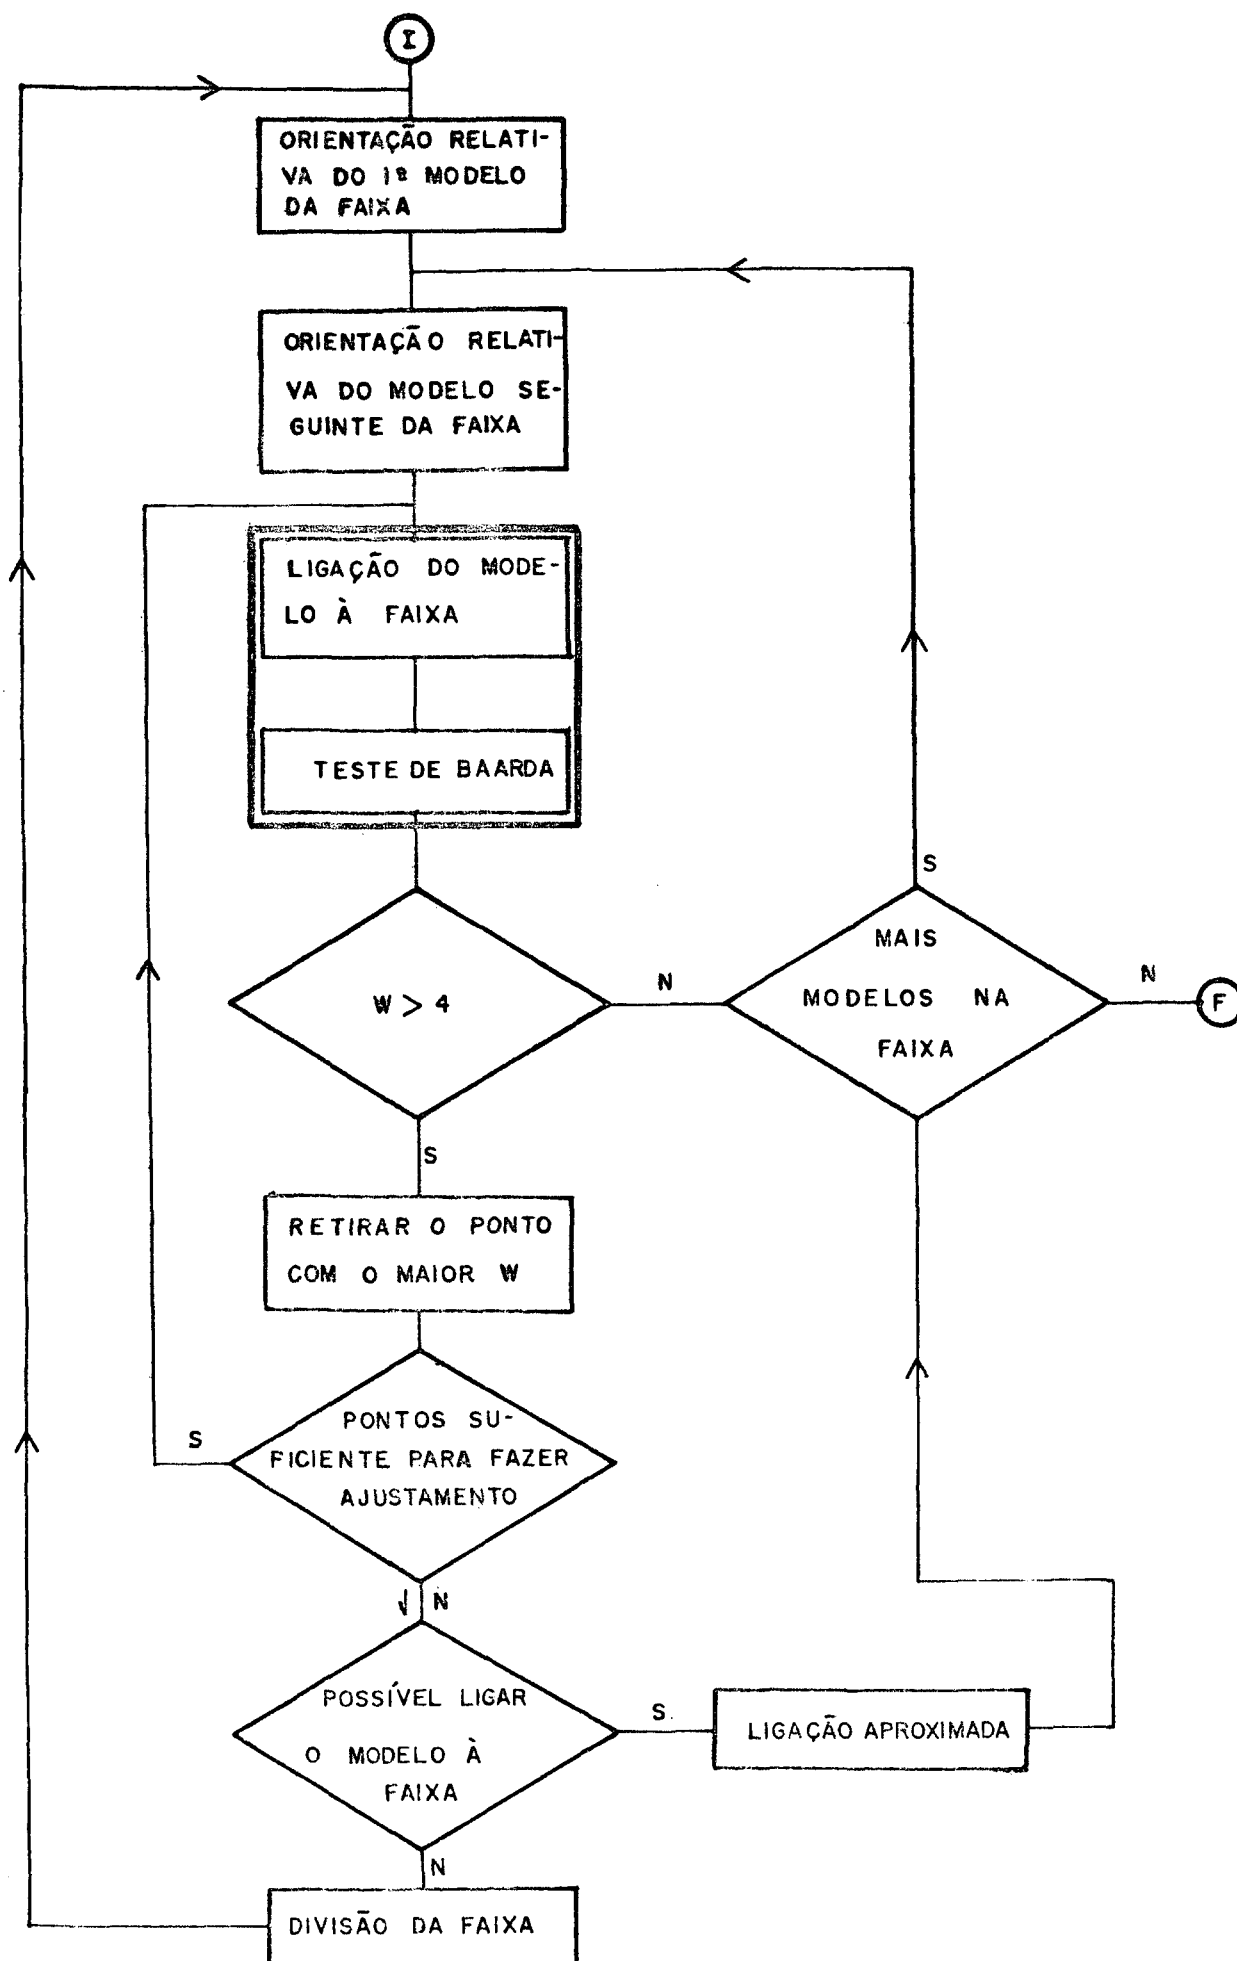 I
ORIENTAÇÃO RELATI-
VA DO 1º MODELO
DA FAIXA
ORIENTAÇÃO RELATI-
VA DO MODELO SE-
GUINTE DA FAIXA
LIGAÇÃO DO MODE-
LO À FAIXA
TESTE DE BAARDA
W > 4
N
S
MAIS
MODELOS NA
FAIXA
N
F
S
RETIRAR O PONTO
COM O MAIOR W
PONTOS SU-
FICIENTE PARA FAZER
AJUSTAMENTO
S
N
POSSÍVEL LIGAR
O MODELO À
FAIXA
S
LIGAÇÃO APROXIMADA
N
DIVISÃO DA FAIXA